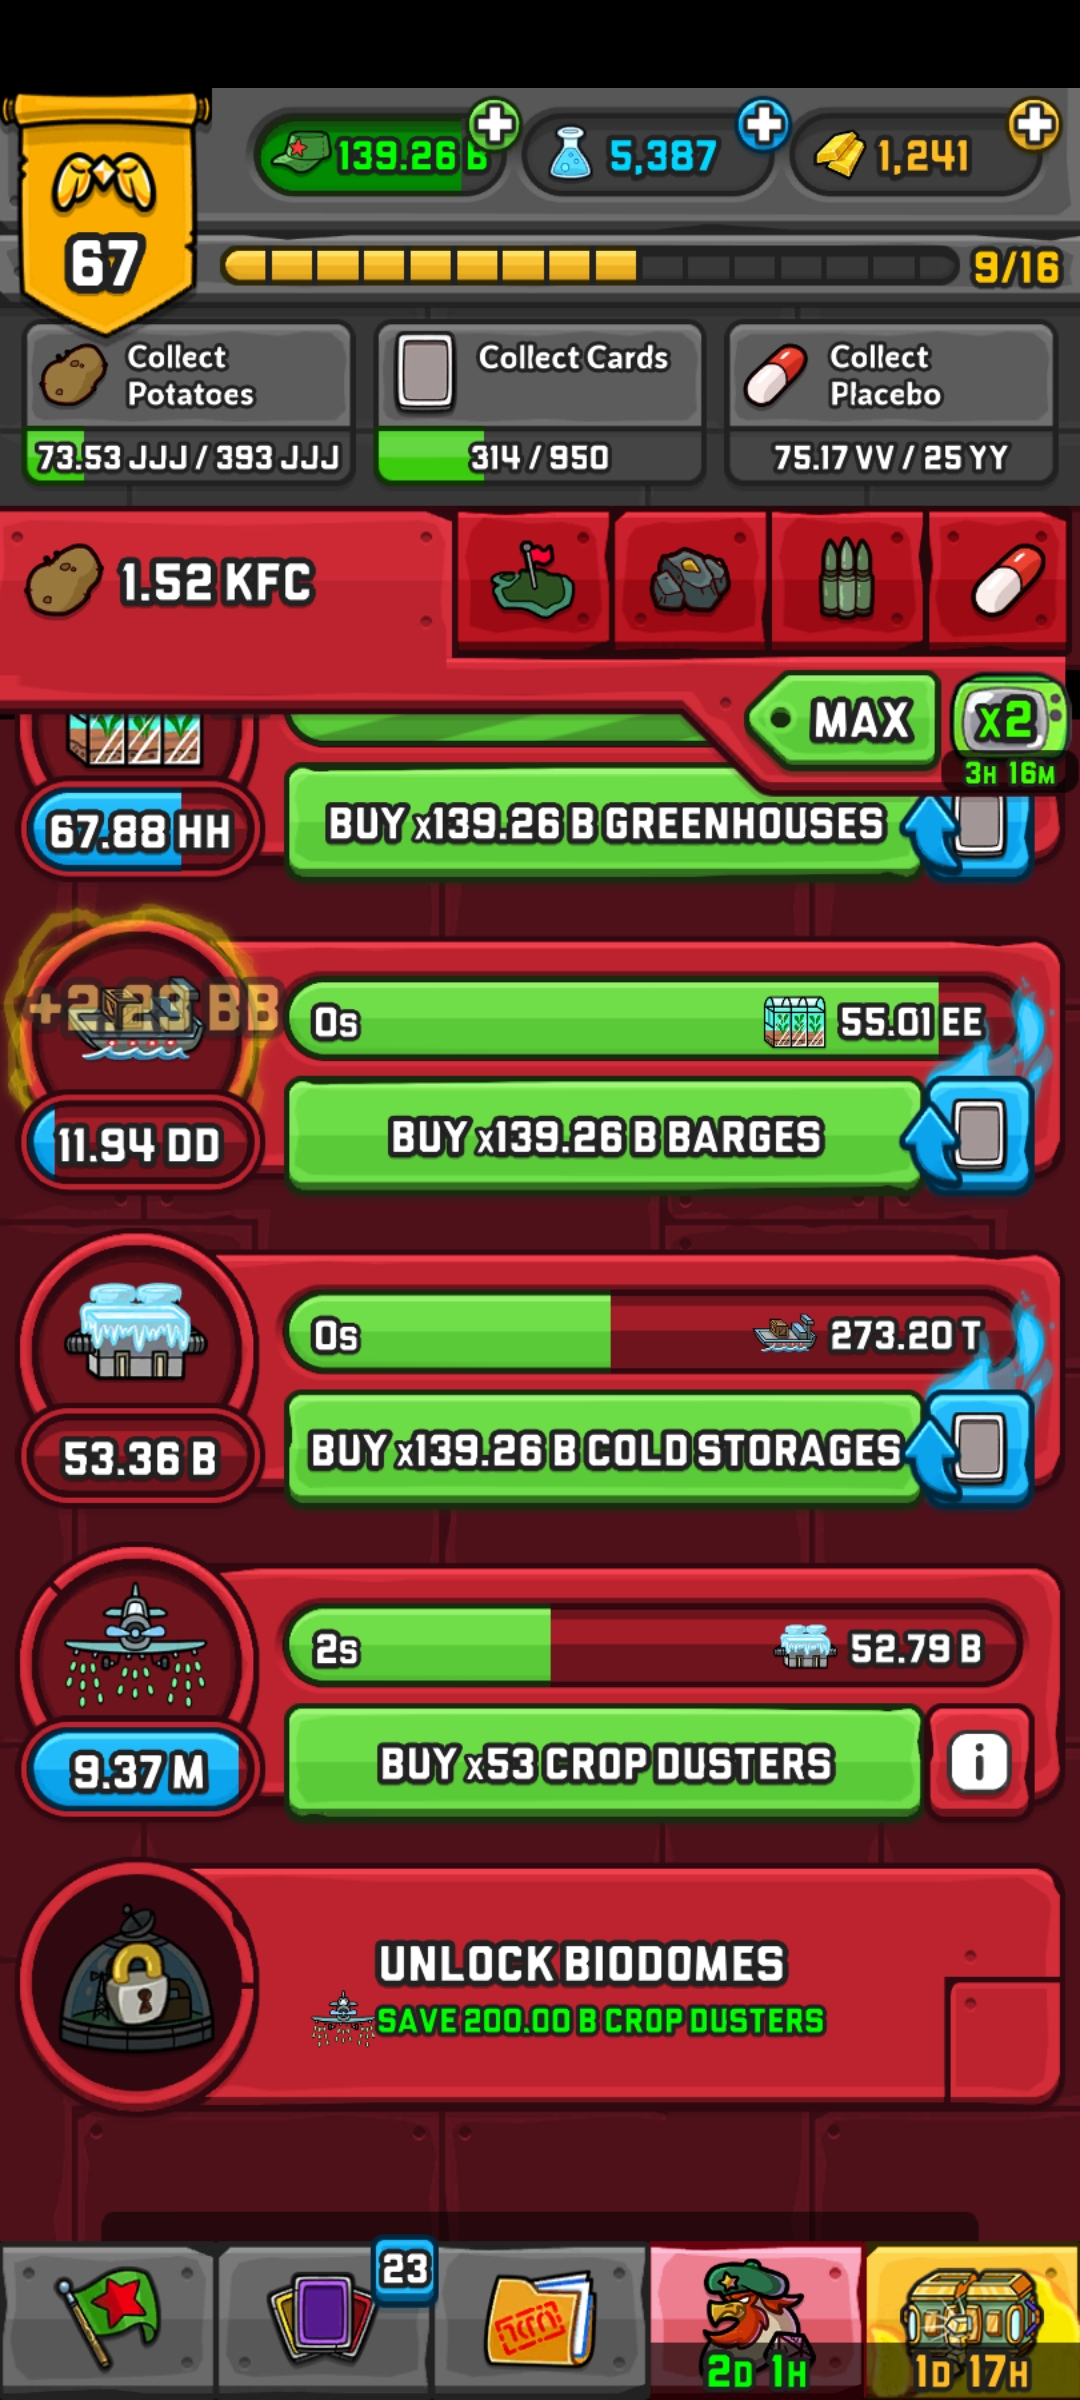 139.26 B
5,387
1,241
67
9/16
Collect
Potatoes
73.53 JJJ / 393 JJJ
Collect Cards
314 / 950
Collect
Placebo
75.17 VV / 25 YY
1.52 KFC
MAX
x2
3H 16M
67.88 HH
BUY x139.26 B GREENHOUSES
+2.23 BB
0s
55.01 EE
11.94 DD
BUY x139.26 B BARGES
0s
273.20 T
53.36 B
BUY x139.26 B COLD STORAGES
2s
52.79 B
9.37 M
BUY x53 CROP DUSTERS
i
UNLOCK BIODOMES
SAVE 200.00 B CROP DUSTERS
23
2D 1H
1D 17H